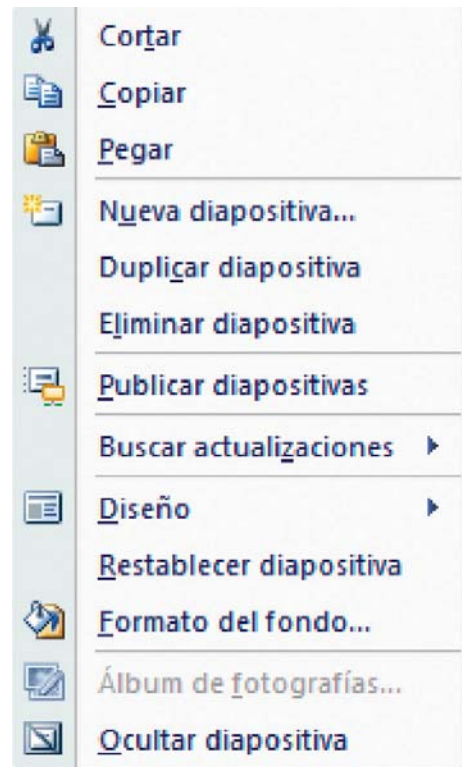 Cortar
Copiar
Pegar
Nueva diapositiva...
Duplicar diapositiva
Eliminar diapositiva
Publicar diapositivas
Buscar actualizaciones
Diseño
Restablecer diapositiva
Formato del fondo...
Álbum de fotografías...
Ocultar diapositiva